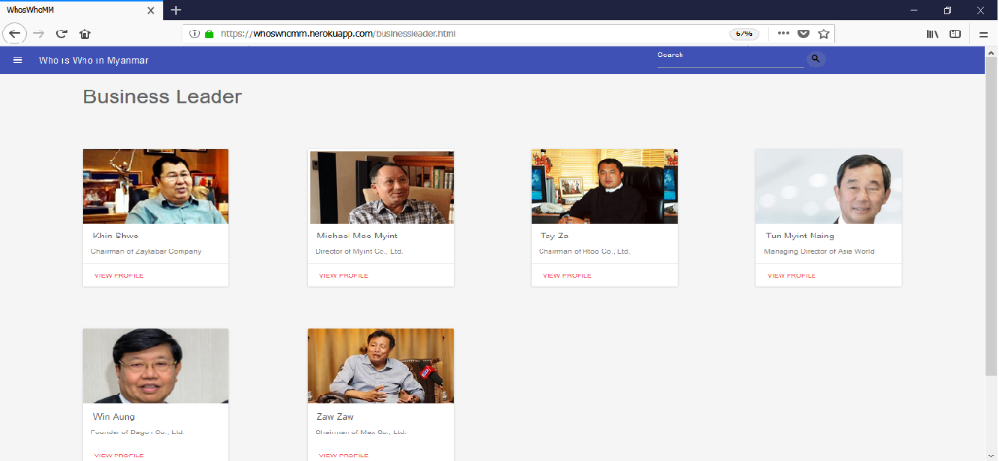 WhosWhoMM
https://whoswhomm.herokuapp.com/businessleader.html
67%
Who is Who in Myanmar
Search
Business Leader
Khin Shwe
Chairman of Zaykabar Company
VIEW PROFILE
Michael Moe Myint
Director of Myint Co., Ltd.
VIEW PROFILE
Tay Za
Chairman of Htoo Co., Ltd.
VIEW PROFILE
Tun Myint Naing
Managing Director of Asia World
VIEW PROFILE
Win Aung
Founder of Dagon Co., Ltd.
VIEW PROFILE
Zaw Zaw
Chairman of Max Co., Ltd.
VIEW PROFILE